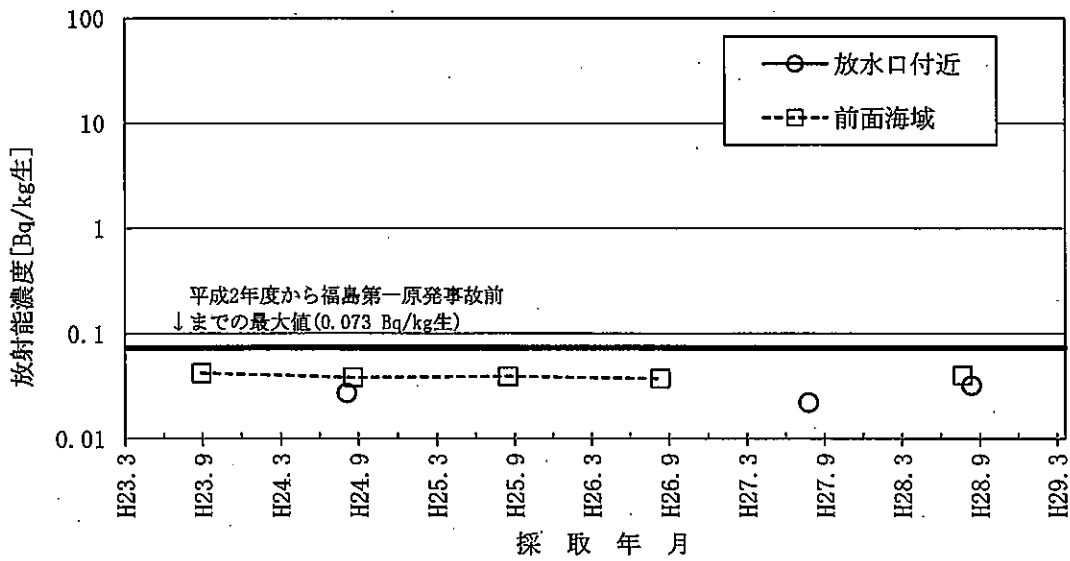 100
10
1
0.1
0.01
放射能濃度[Bq/kg生]
放水口付近
前面海域
平成2年度から福島第一原発事故前
↓までの最大値(0.073 Bq/kg生)
H23.3
H23.9
H24.3
H24.9
H25.3
H25.9
H26.3
H26.9
H27.3
H27.9
H28.3
H28.9
H29.3
採 取 年 月